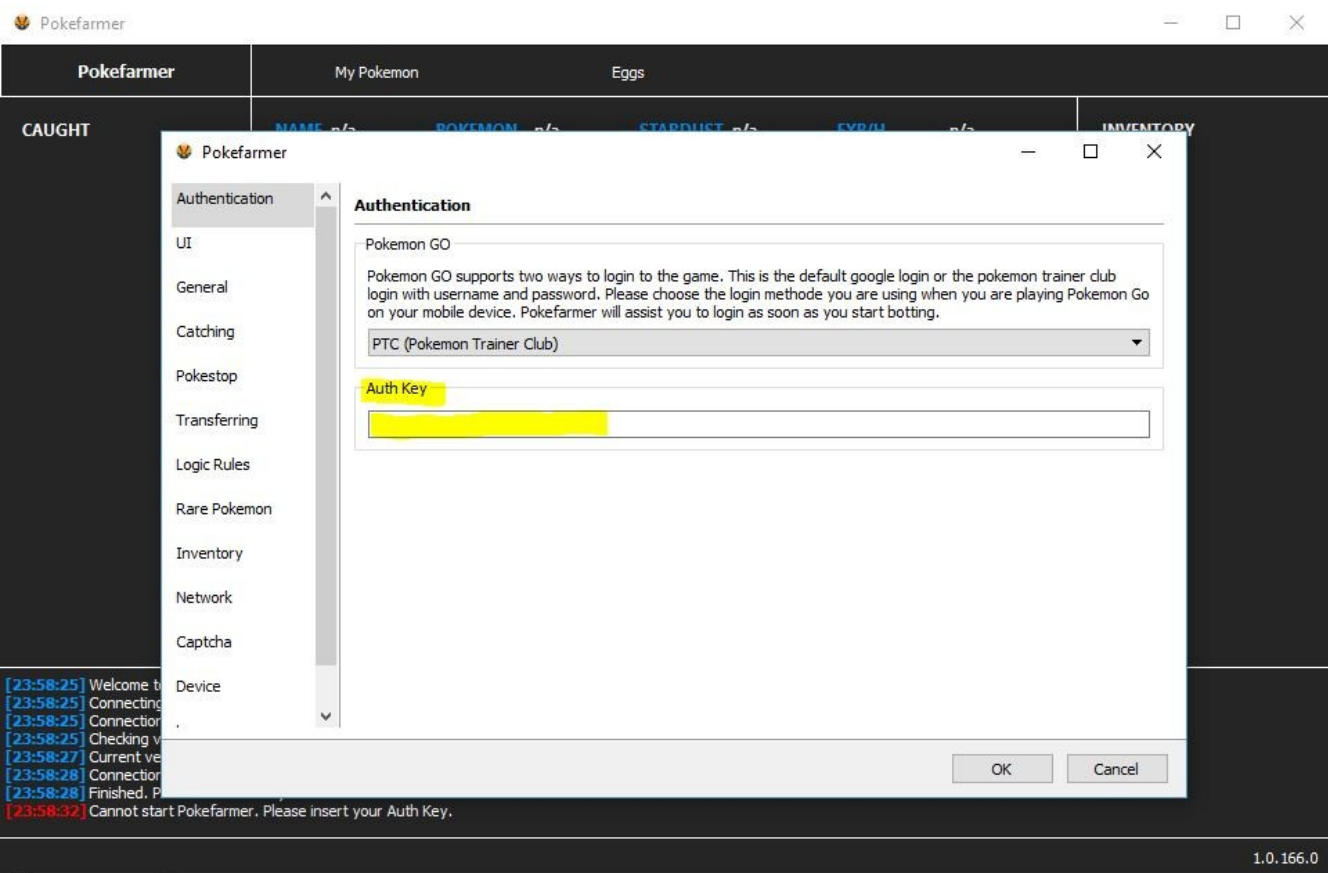 Pokefarmer
Pokefarmer My Pokemon Eggs
CAUGHT NAME n/a POKEMON n/a STARDUST n/a EXP/H n/a INVENTORY
Pokefarmer
Authentication
UI
General
Catching
Pokestop
Transferring
Logic Rules
Rare Pokemon
Inventory
Network
Captcha
Device
Authentication
Pokemon GO
Pokemon GO supports two ways to login to the game. This is the default google login or the pokemon trainer club
login with username and password. Please choose the login methode you are using when you are playing Pokemon Go
on your mobile device. Pokefarmer will assist you to login as soon as you start botting.
PTC (Pokemon Trainer Club)
Auth Key
OK Cancel
[23:58:25] Welcome
[23:58:25] Connecting
[23:58:25] Connection
[23:58:25] Checking
[23:58:27] Current
[23:58:28] Connection
[23:58:28] Finished.
[23:58:32] Cannot start Pokefarmer. Please insert your Auth Key.
1.0.166.0